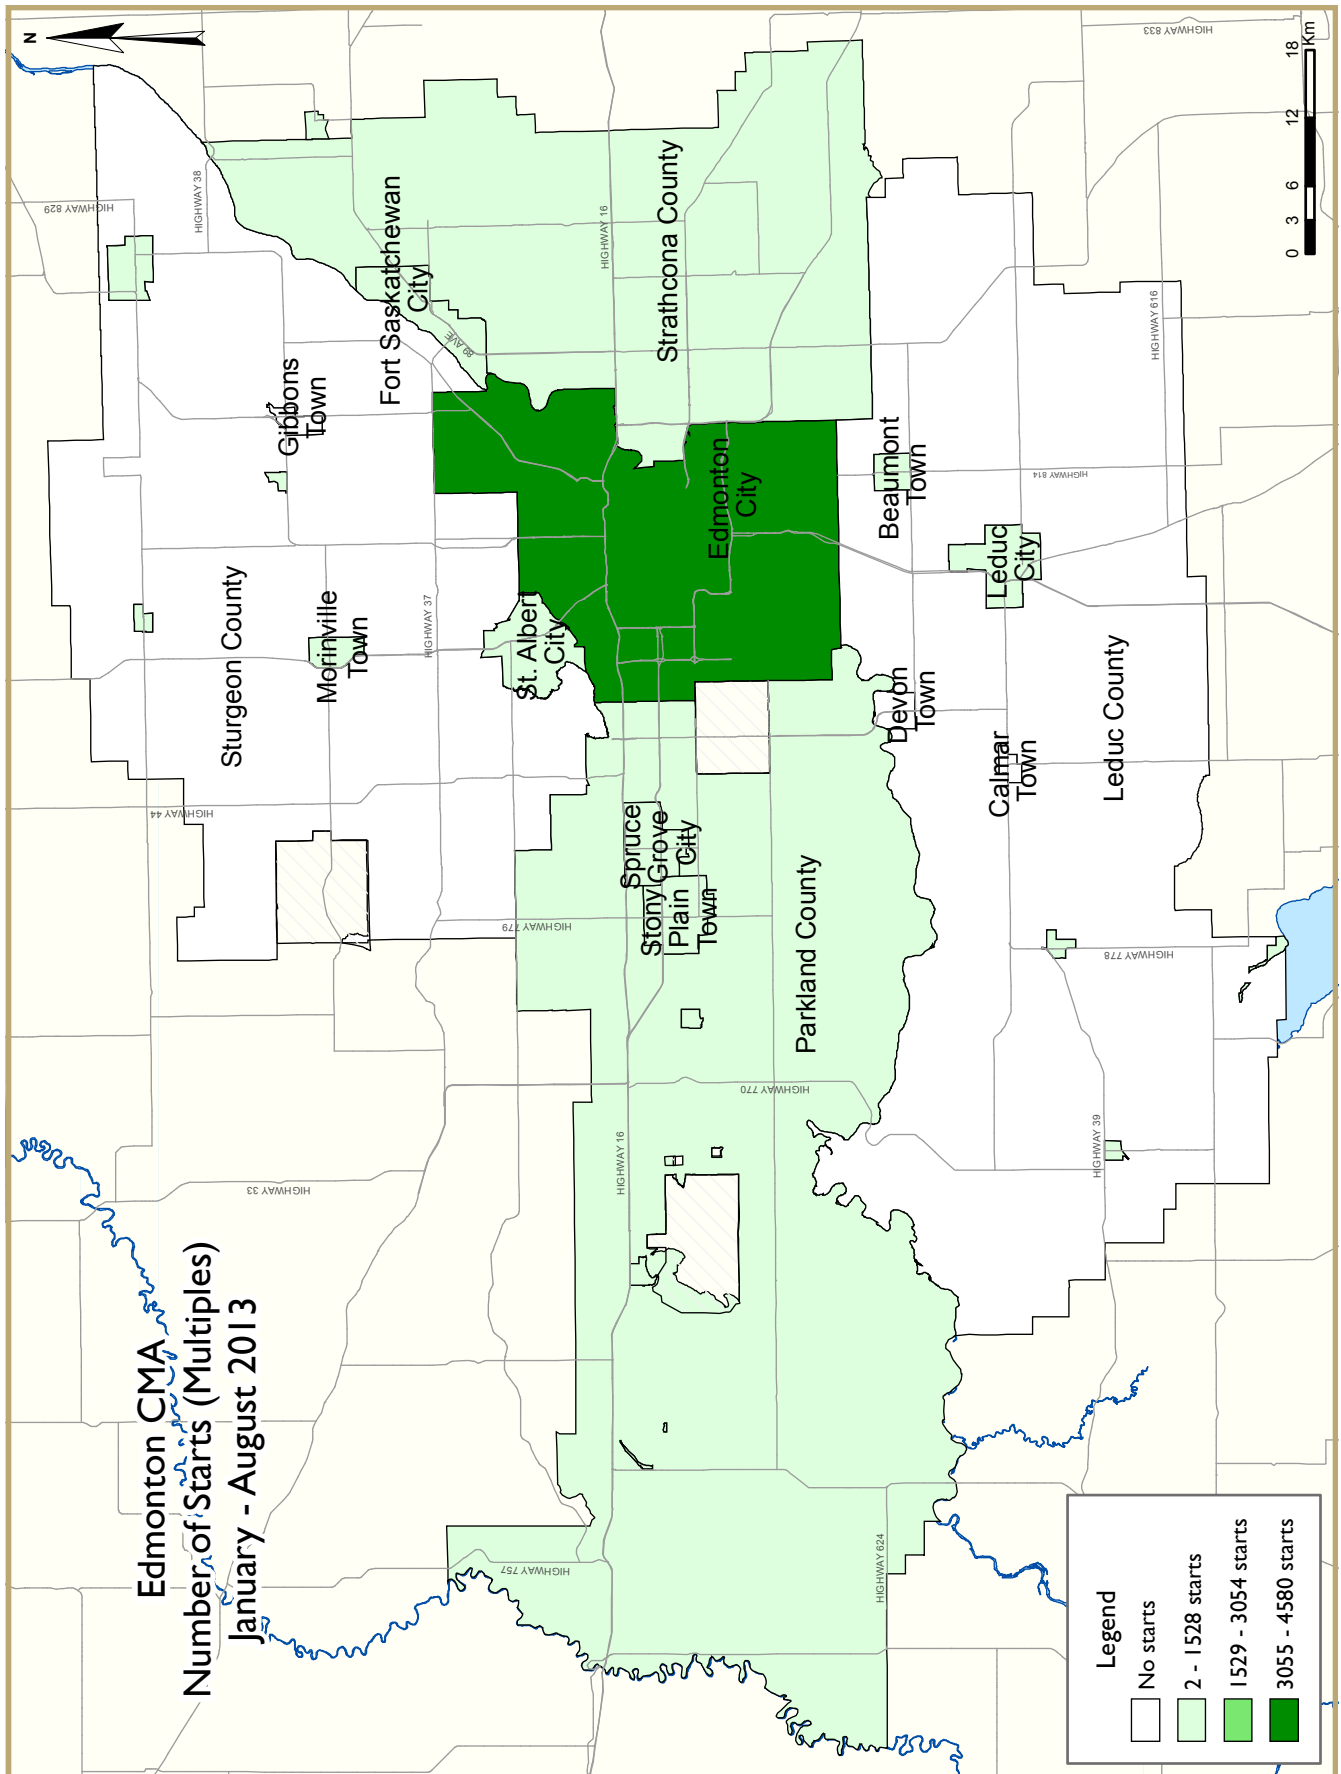 Edmonton CMA
Number of Starts (Multiples)
January - August 2013
N
HIGHWAY 829
HIGHWAY 38
HIGHWAY 833
HIGHWAY 44
HIGHWAY 37
HIGHWAY 33
HIGHWAY 779
HIGHWAY 757
HIGHWAY 16
HIGHWAY 16
HIGHWAY 770
HIGHWAY 624
HIGHWAY 39
HIGHWAY 778
HIGHWAY 814
HIGHWAY 616
89 AVE
Gibbons
Town
Fort Saskatchewan
City
Sturgeon County
Morinville
Town
St. Albert
City
Strathcona County
Edmonton
City
Spruce
Grove
City
Stony
Plain
Town
Parkland County
Beaumont
Town
Leduc
City
Devon
Town
Calmar
Town
Leduc County
Legend
No starts
2 - 1528 starts
1529 - 3054 starts
3055 - 4580 starts
0 3 6 12 18
Km